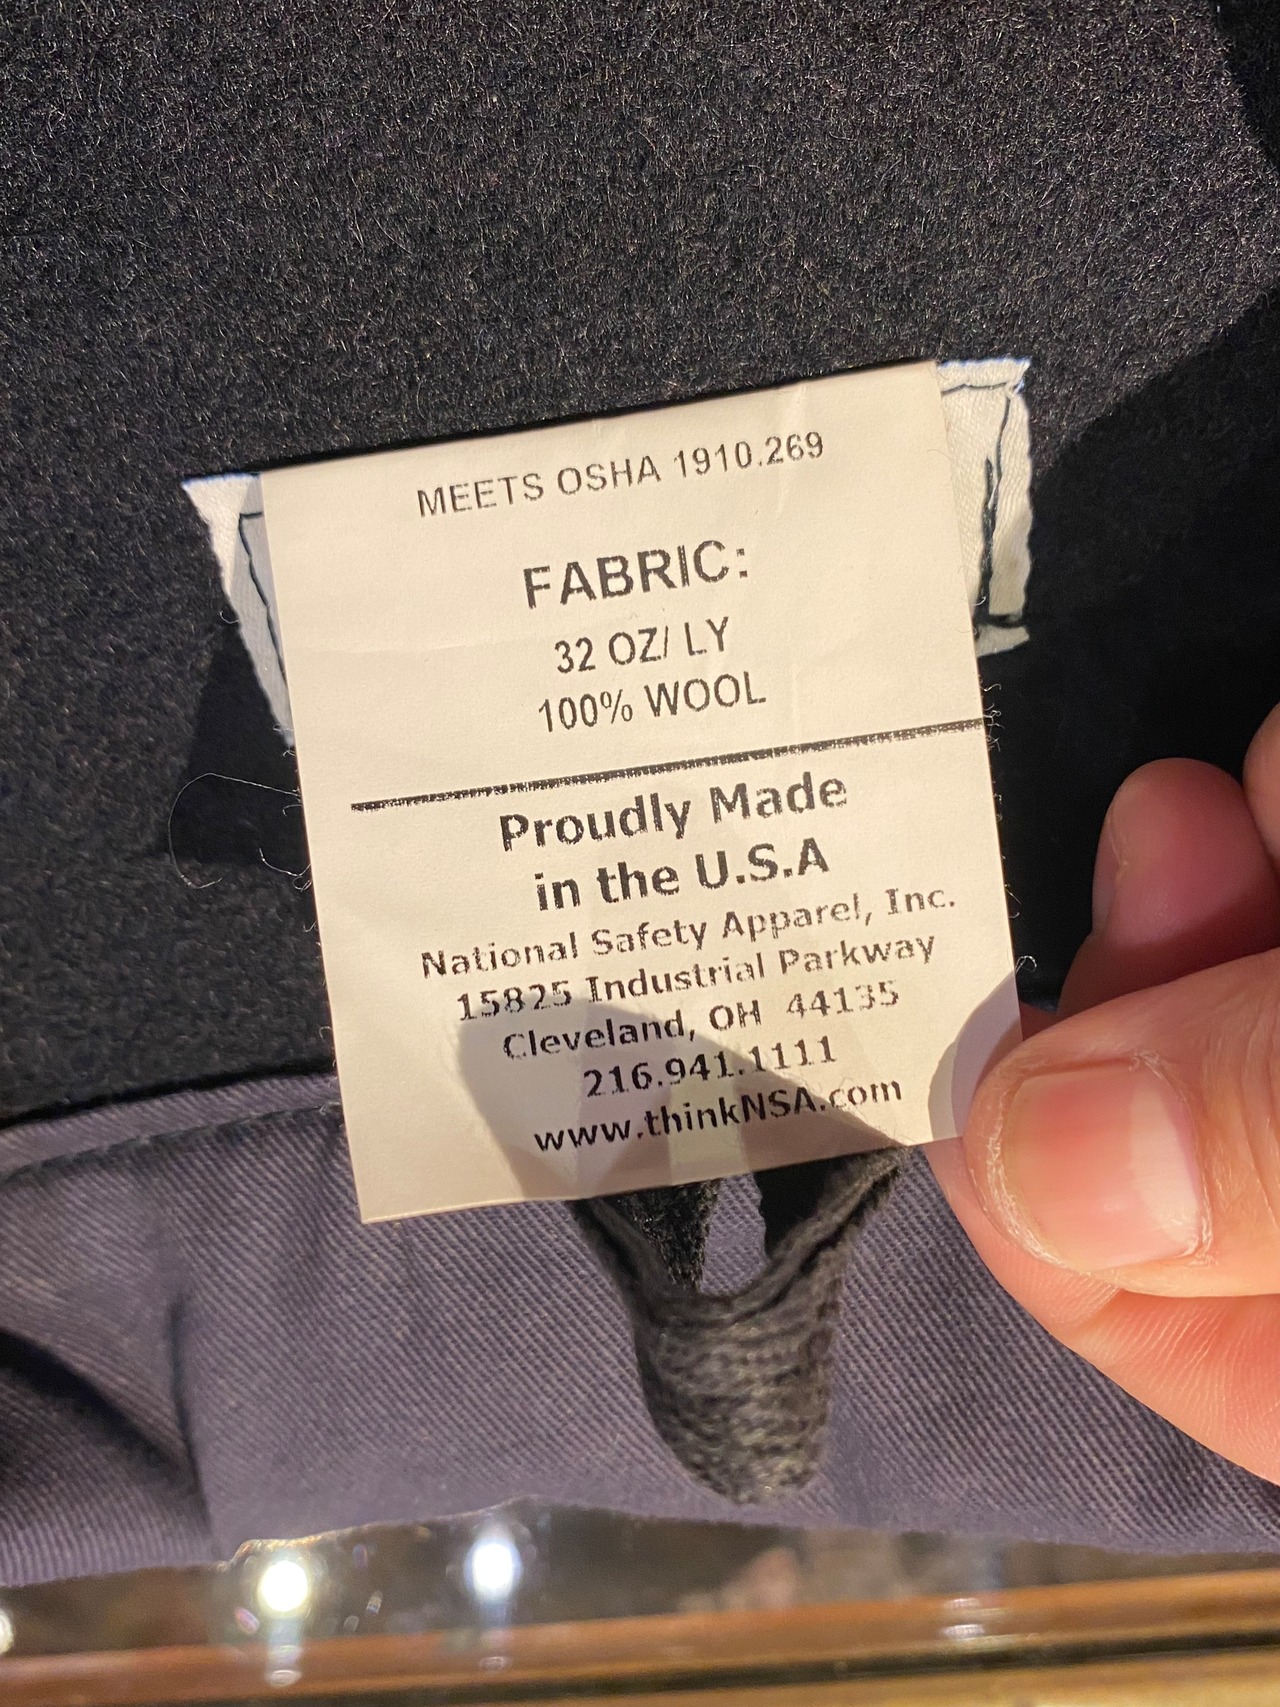 MEETS OSHA 1910.269
FABRIC:
32 OZ/ LY
100% WOOL
Proudly Made
in the U.S.A
National Safety Apparel, Inc.
15825 Industrial Parkway
Cleveland, OH 44135
216.941.1111
www.thinkNSA.com